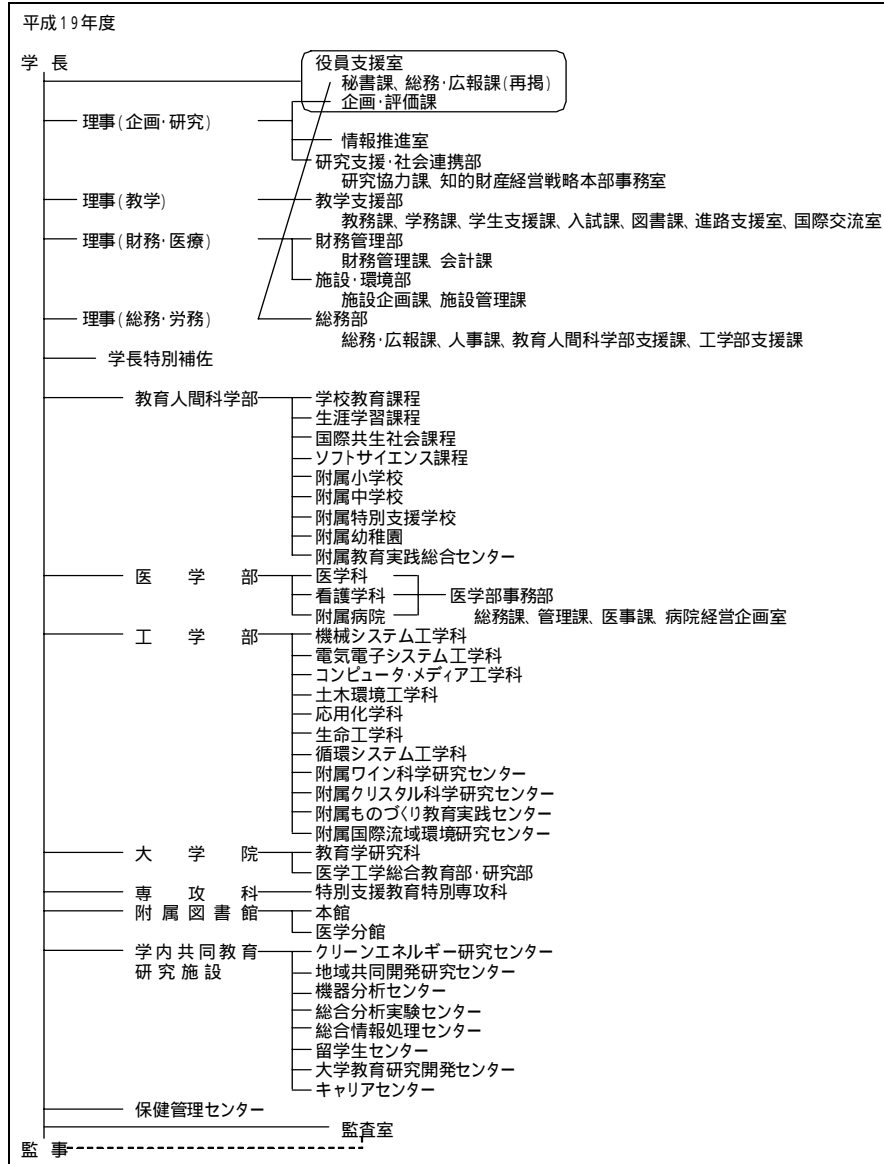 平成19年度
学 長
役員支援室
秘書課、総務・広報課(再掲)
企画・評価課
理事(企画・研究)
情報推進室
研究支援・社会連携部
研究協力課、知的財産経営戦略本部事務室
理事(教学) 教学支援部
教務課、学務課、学生支援課、入試課、図書課、進路支援室、国際交流室
理事(財務・医療) 財務管理部
財務管理課、会計課
施設・環境部
施設企画課、施設管理課
理事(総務・労務) 総務部
総務・広報課、人事課、教育人間科学部支援課、工学部支援課
学長特別補佐
教育人間科学部 学校教育課程
生涯学習課程
国際共生社会課程
ソフトサイエンス課程
附属小学校
附属中学校
附属特別支援学校
附属幼稚園
附属教育実践総合センター
医 学 部 医学科
看護学科 医学部事務部
附属病院 総務課、管理課、医事課、病院経営企画室
工 学 部 機械システム工学科
電気電子システム工学科
コンピュータ・メディア工学科
土木環境工学科
応用化学科
生命工学科
循環システム工学科
附属ワイン科学研究センター
附属クリスタル科学研究センター
附属ものづくり教育実践センター
附属国際流域環境研究センター
大 学 院 教育学研究科
医学工学総合教育部・研究部
専 攻 科 特別支援教育特別専攻科
附 属 図 書 館 本館
医学分館
学内共同教育 クリーンエネルギー研究センター
研 究 施 設 地域共同開発研究センター
機器分析センター
総合分析実験センター
総合情報処理センター
留学生センター
大学教育研究開発センター
キャリアセンター
保健管理センター
監査室
監 事